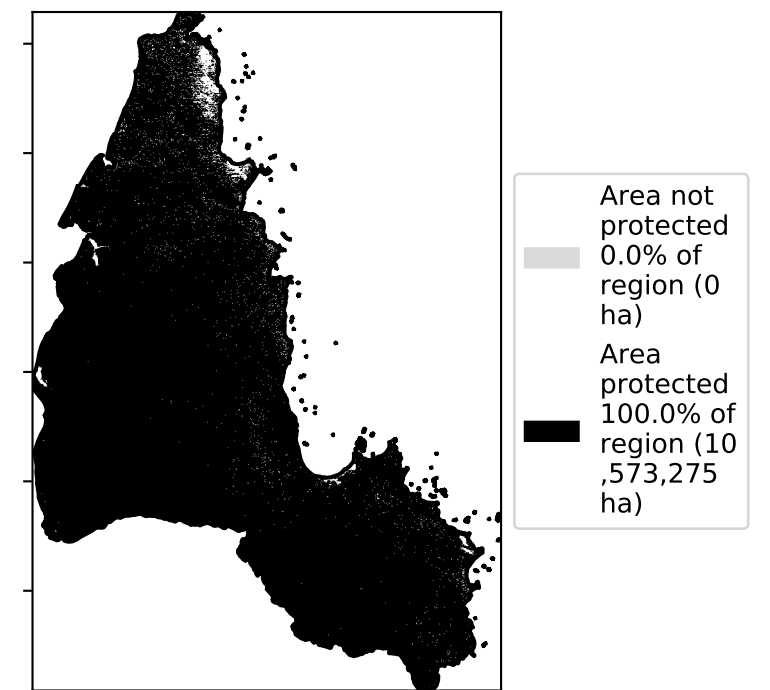 Area not
protected
0.0% of
region (0
ha)
Area
protected
100.0% of
region (10
,573,275
ha)